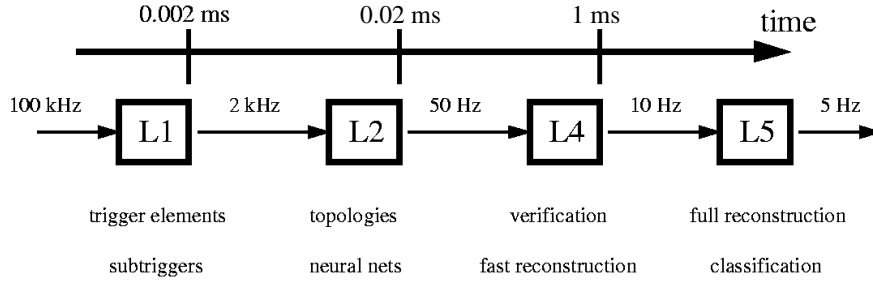 0.002 ms 0.02 ms 1 ms time
100 kHz L1 2 kHz L2 50 Hz L4 10 Hz L5 5 Hz
trigger elements topologies verification full reconstruction
subtriggers neural nets fast reconstruction classification